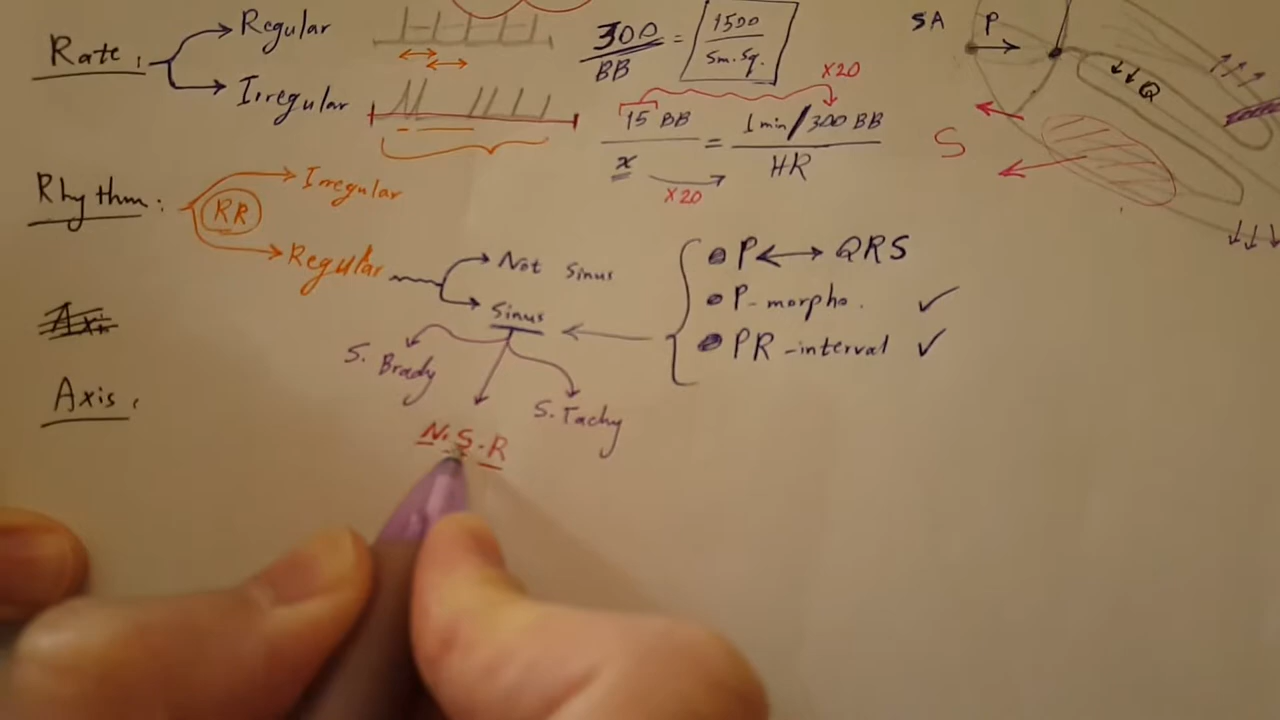 Rate:
Regular
Irregular
300 / BB = 1500 / Sm. Sq.
x20
15 BB / x = 1 min / 300 BB / HR
x20
SA P
Q
S
Rhythm:
RR
Irregular
Regular
Not Sinus
Sinus
P ↔ QRS
P-morpho. ✓
PR-interval ✓
S. Brady
N.S.R
S. Tachy
Axi
Axis: